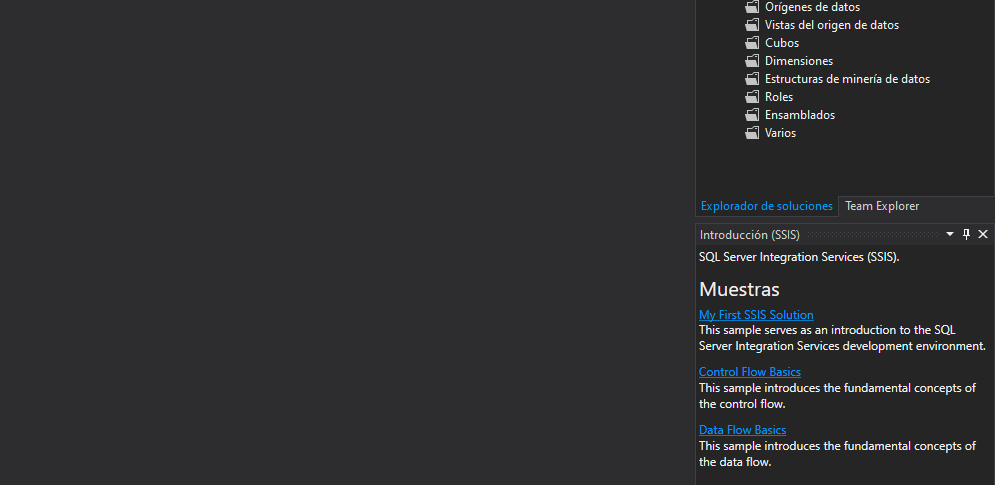 Orígenes de datos
Vistas del origen de datos
Cubos
Dimensiones
Estructuras de minería de datos
Roles
Ensamblados
Varios
Explorador de soluciones Team Explorer
Introducción (SSIS)
SQL Server Integration Services (SSIS).
Muestras
My First SSIS Solution
This sample serves as an introduction to the SQL
Server Integration Services development environment.
Control Flow Basics
This sample introduces the fundamental concepts of
the control flow.
Data Flow Basics
This sample introduces the fundamental concepts of
the data flow.